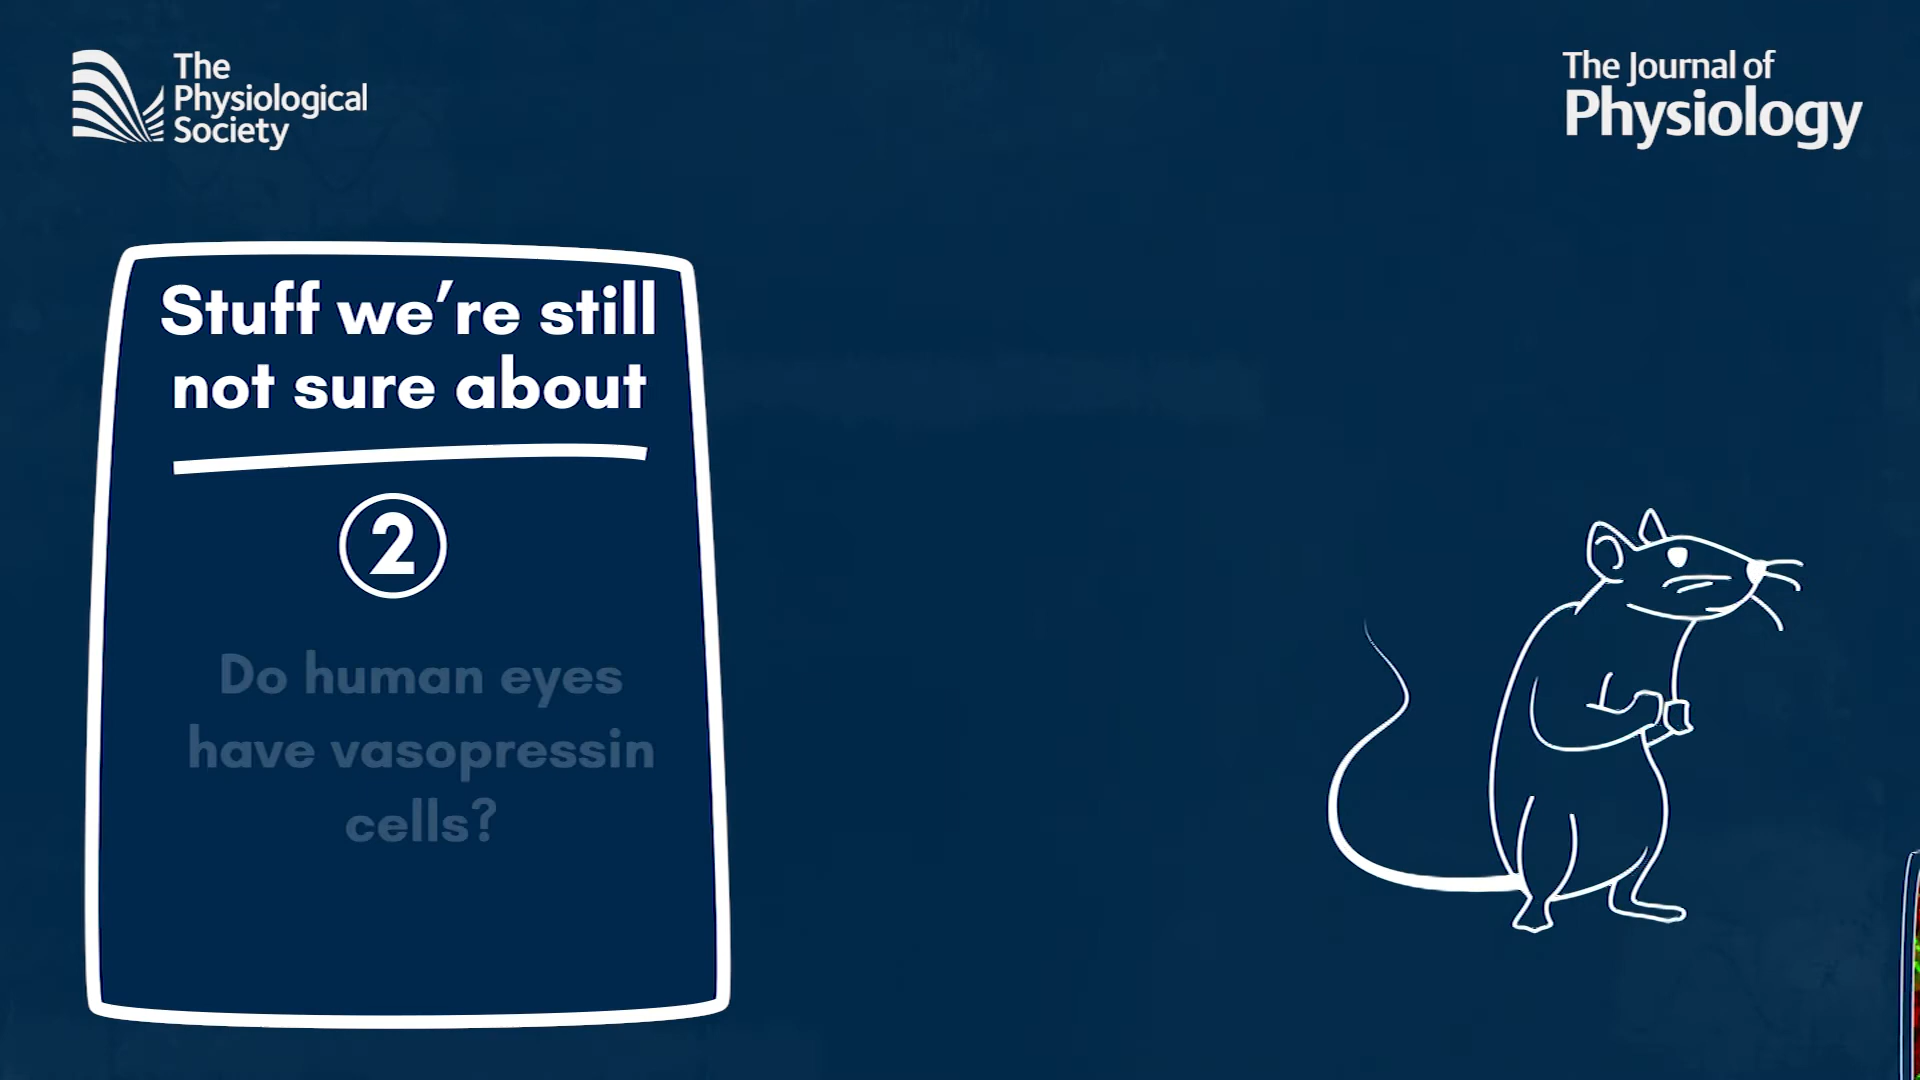 The
Physiological
Society
The Journal of
Physiology
Stuff we’re still
not sure about
2
Do human eyes
have vasopressin
cells?